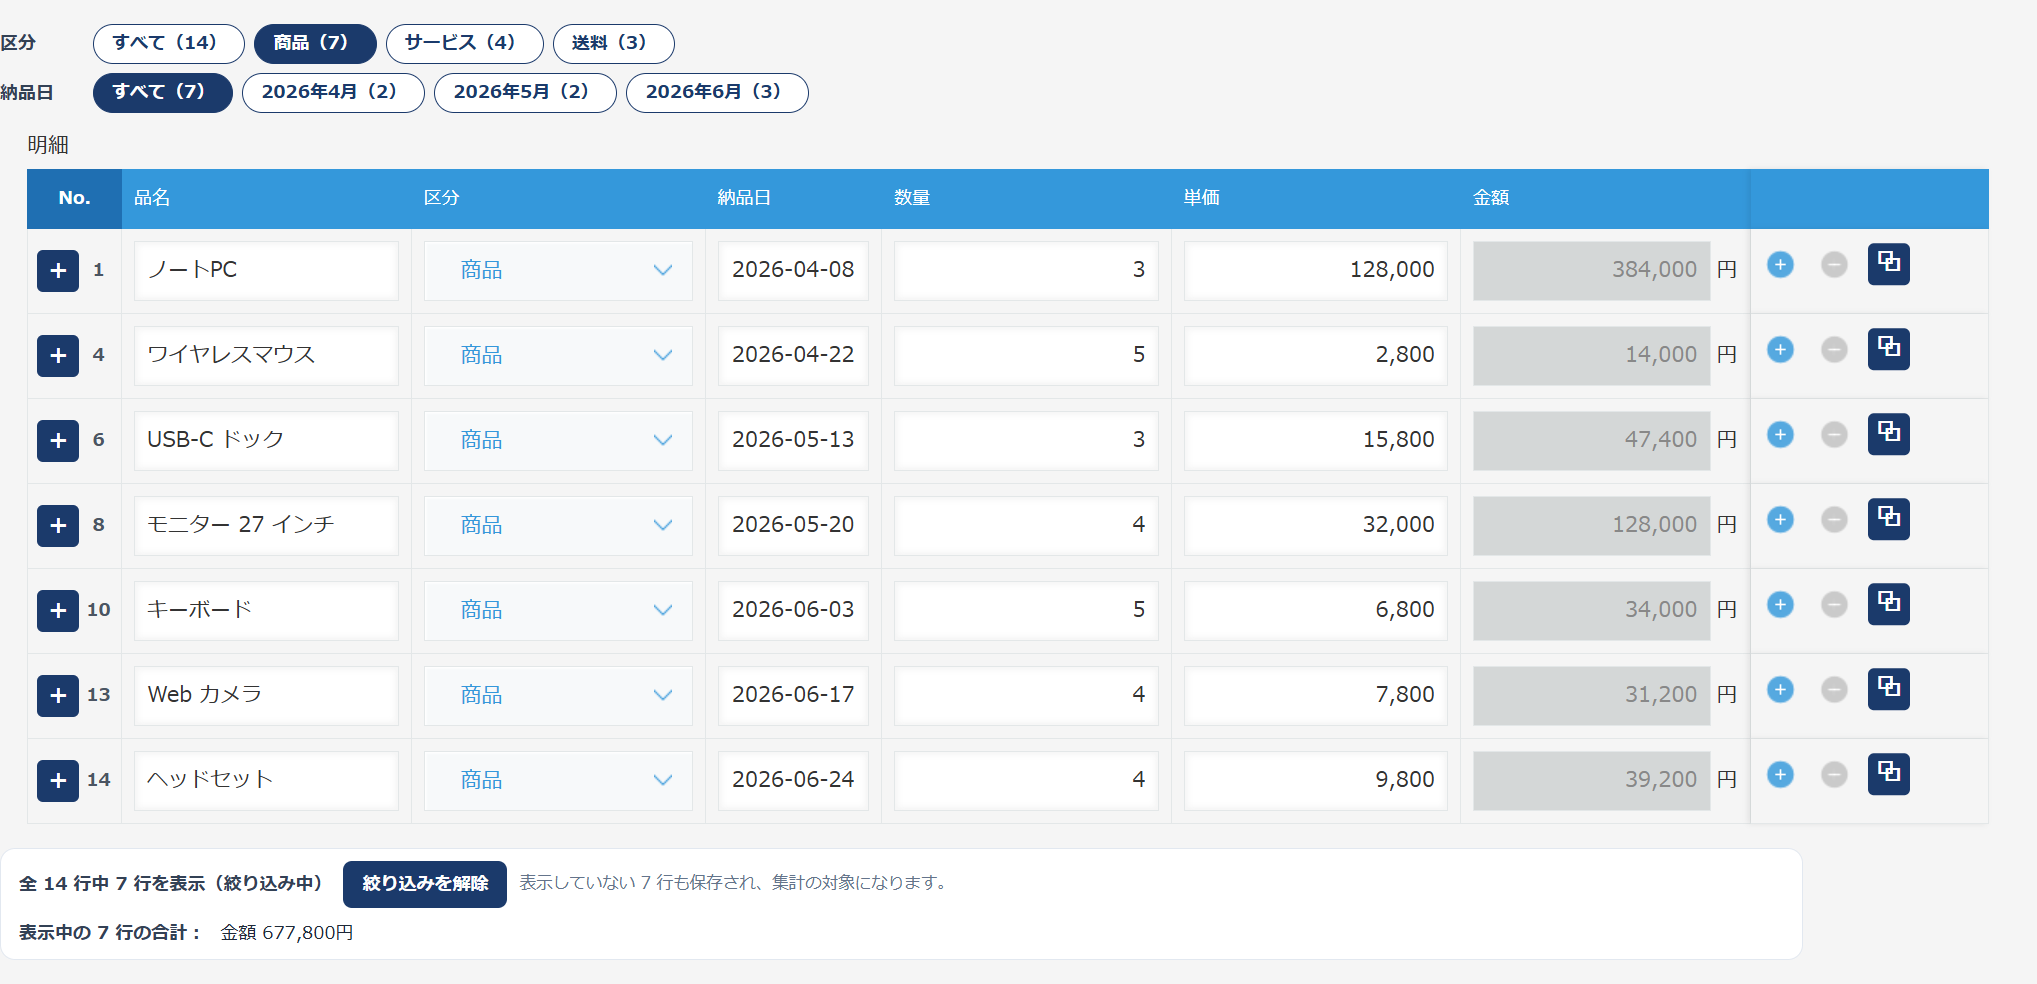 区分 すべて（14） 商品（7） サービス（4） 送料（3）
納品日 すべて（7） 2026年4月（2） 2026年5月（2） 2026年6月（3）
明細
No. 品名 区分 納品日 数量 単価 金額
+ 1 ノートPC 商品 2026-04-08 3 128,000 384,000 円
+ 4 ワイヤレスマウス 商品 2026-04-22 5 2,800 14,000 円
+ 6 USB-C ドック 商品 2026-05-13 3 15,800 47,400 円
+ 8 モニター 27 インチ 商品 2026-05-20 4 32,000 128,000 円
+ 10 キーボード 商品 2026-06-03 5 6,800 34,000 円
+ 13 Web カメラ 商品 2026-06-17 4 7,800 31,200 円
+ 14 ヘッドセット 商品 2026-06-24 4 9,800 39,200 円
全 14 行中 7 行を表示（絞り込み中） 絞り込みを解除 表示していない 7 行も保存され、集計の対象になります。
表示中の 7 行の合計： 金額 677,800円